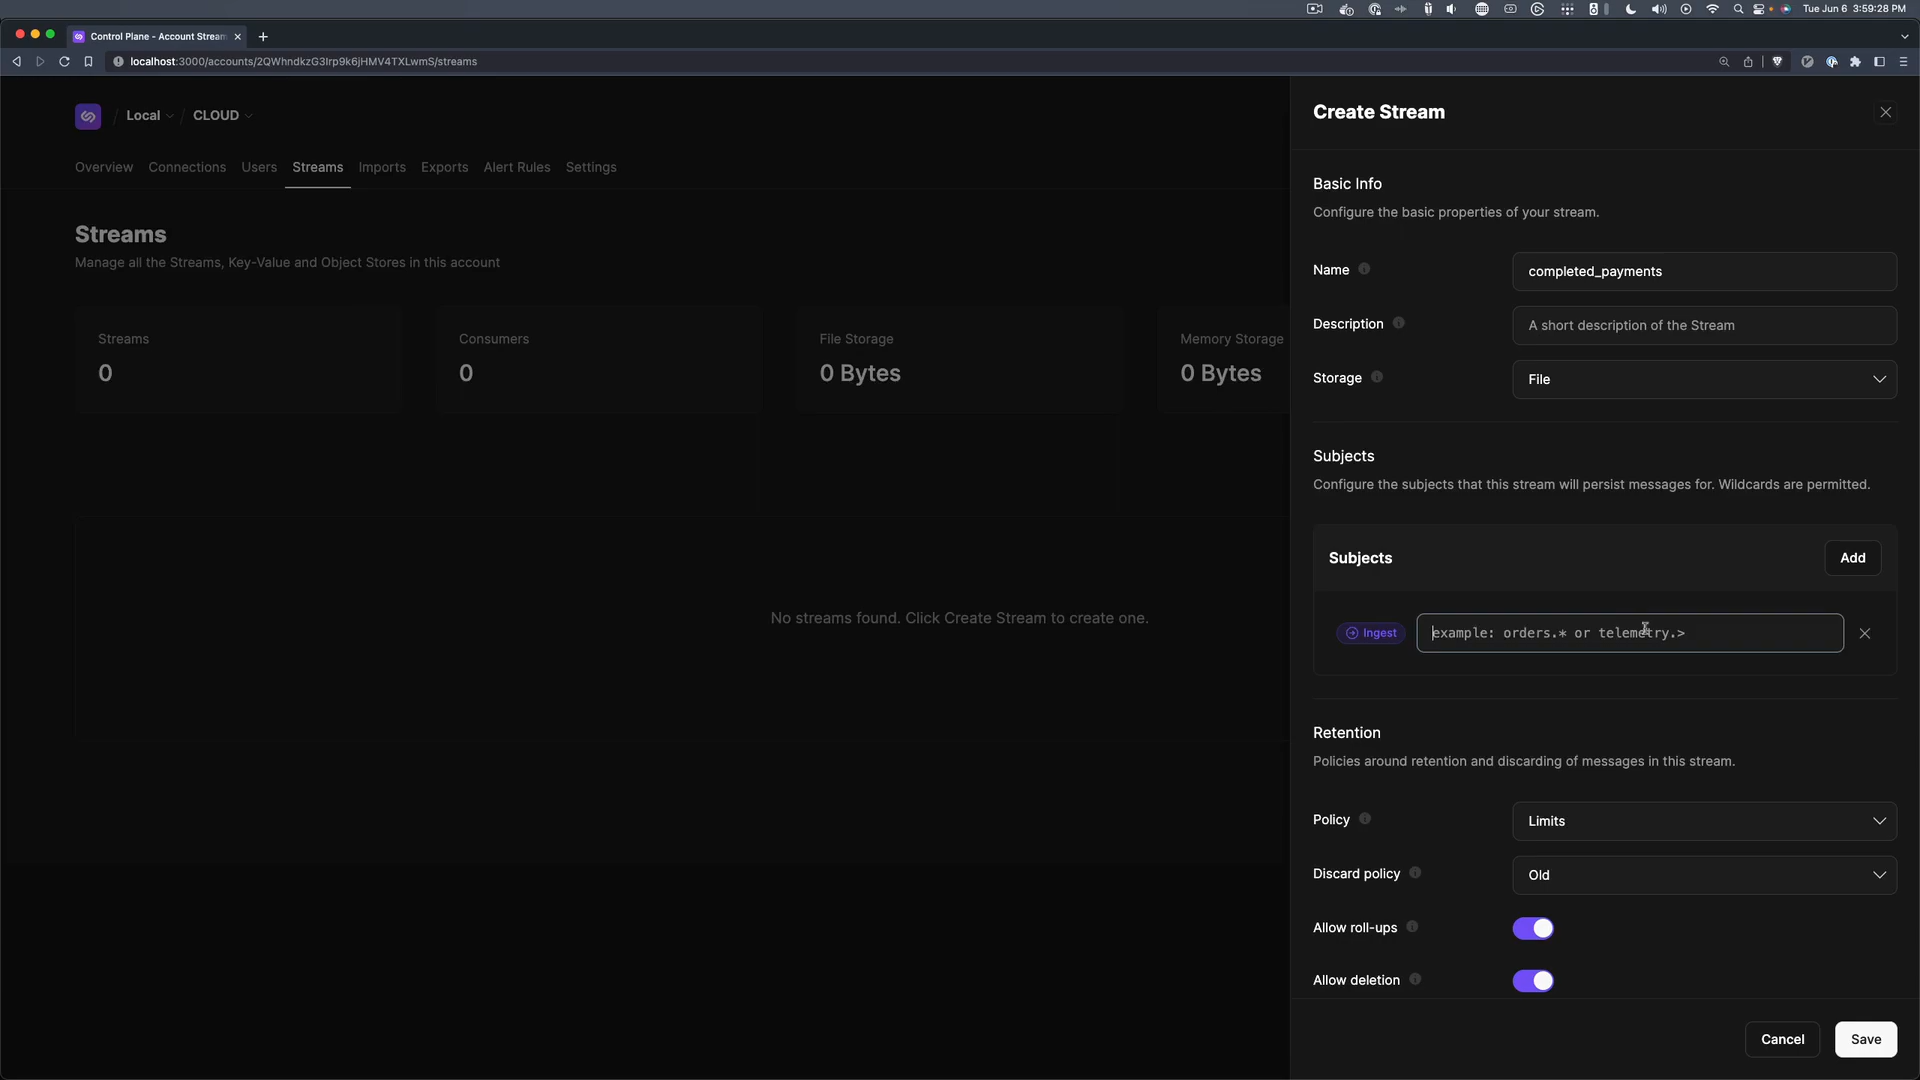 Tue Jun 6 3:59:28 PM
Control Plane - Account Stream
localhost:3000/accounts/2QWhndkzG3Irp9k6jHMV4TXLwmS/streams
/ Local / CLOUD
Overview Connections Users Streams Imports Exports Alert Rules Settings
Streams
Manage all the Streams, Key-Value and Object Stores in this account
Streams
0
Consumers
0
File Storage
0 Bytes
Memory Storage
0 Bytes
No streams found. Click Create Stream to create one.
Create Stream
Basic Info
Configure the basic properties of your stream.
Name
completed_payments
Description
A short description of the Stream
Storage
File
Subjects
Configure the subjects that this stream will persist messages for. Wildcards are permitted.
Subjects
Add
Ingest
example: orders.* or telemetry.>
Retention
Policies around retention and discarding of messages in this stream.
Policy
Limits
Discard policy
Old
Allow roll-ups
Allow deletion
Cancel
Save